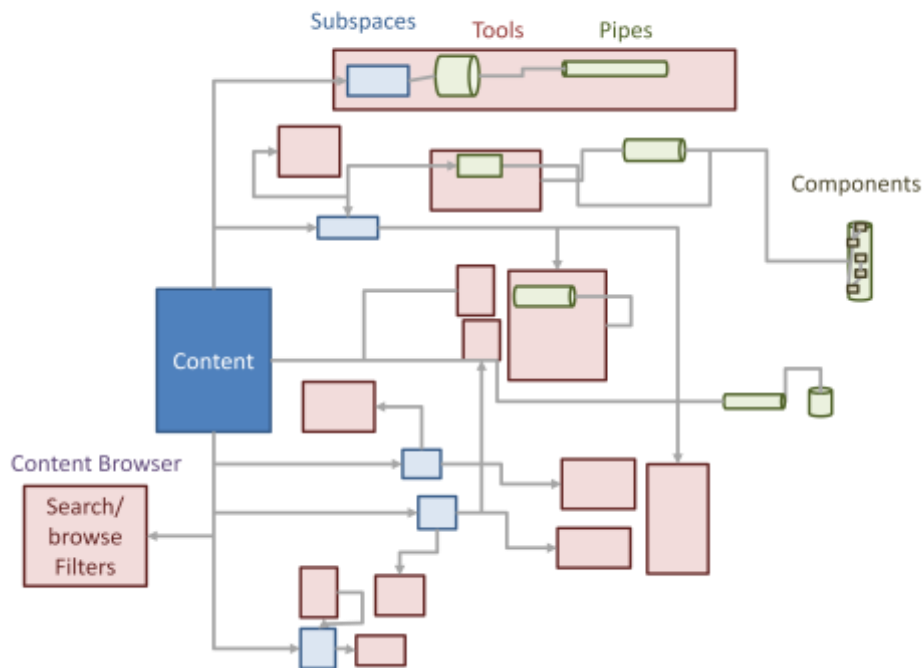 Subspaces
Tools
Pipes
Components
Content
Content Browser
Search/
browse
Filters